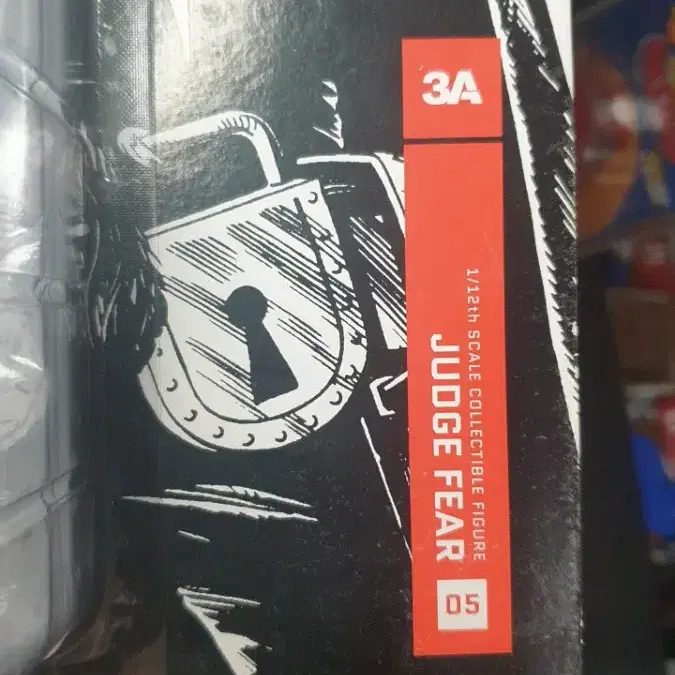 3A
1/12th SCALE COLLECTIBLE FIGURE
JUDGE FEAR
05